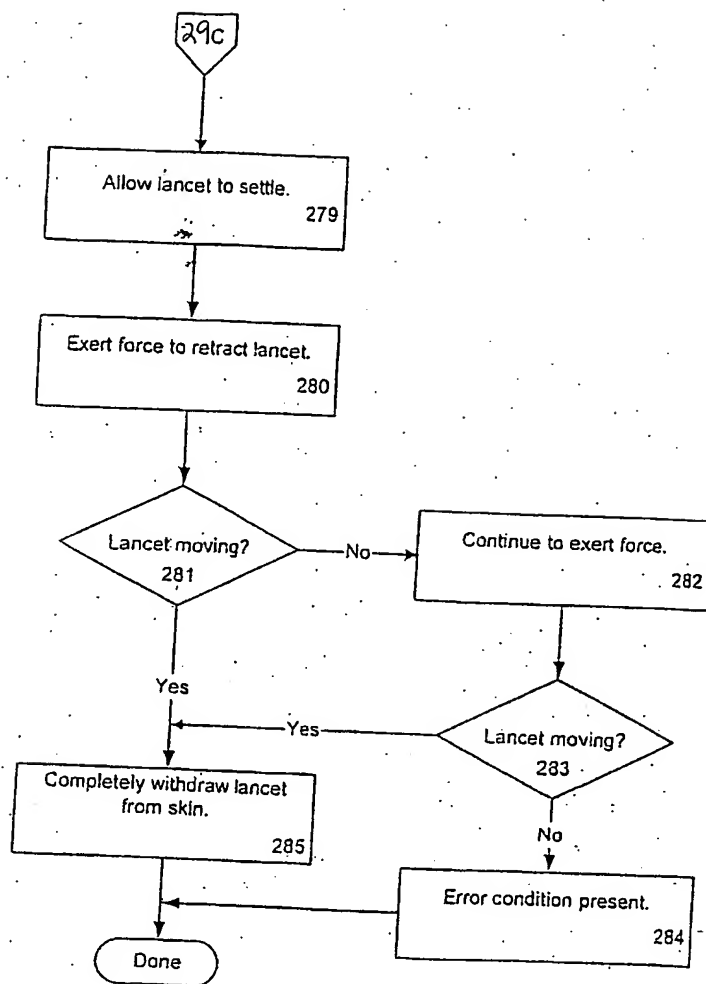 29C
Allow lancet to settle.
279
Exert force to retract lancet.
280
Lancet moving?
281
No
Continue to exert force.
282
Yes
Yes
Lancet moving?
283
Completely withdraw lancet
from skin.
285
No
Error condition present.
284
Done